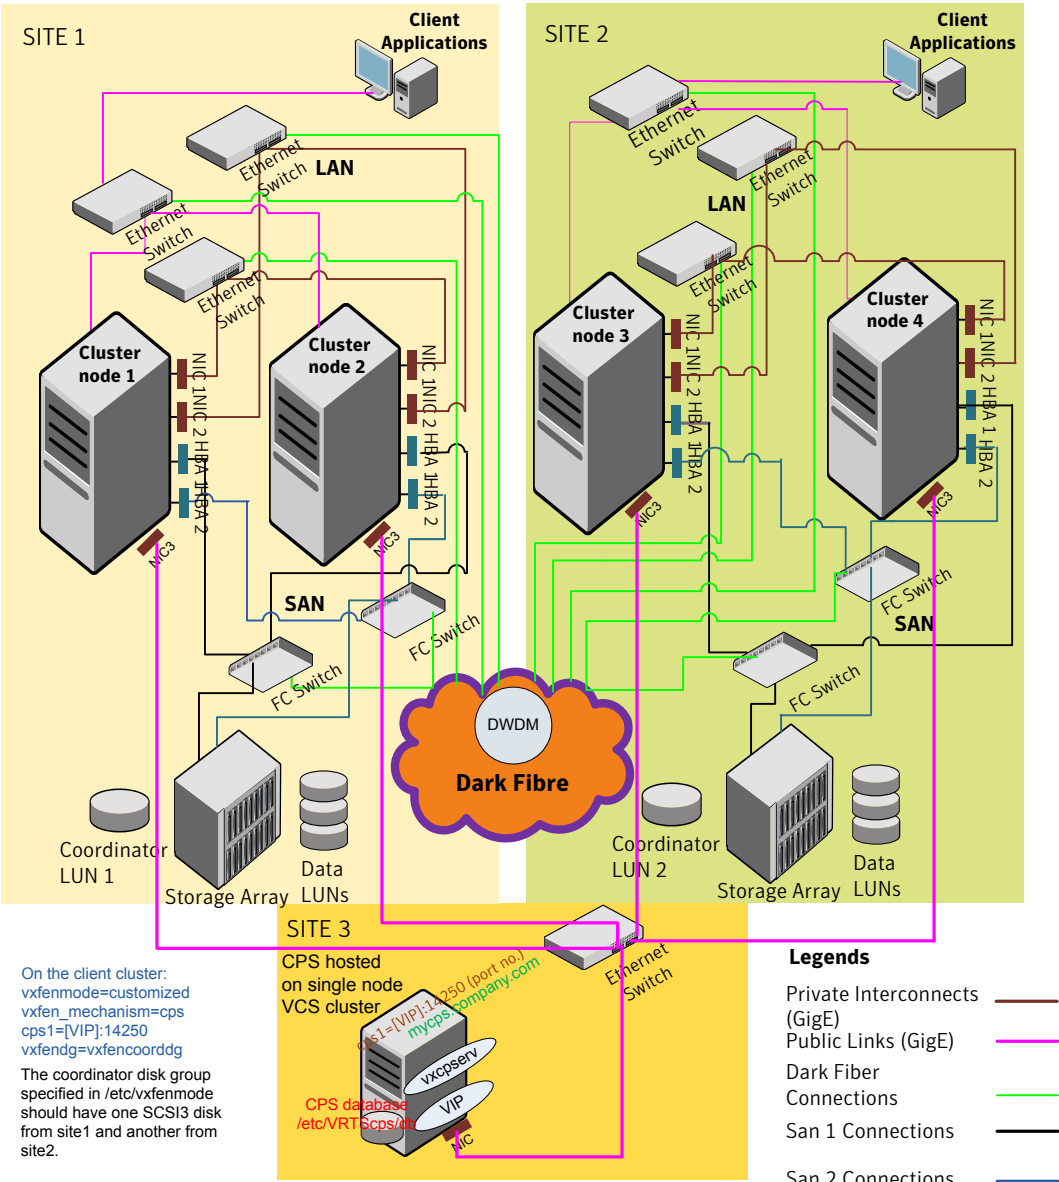 SITE 1
Client
Applications
Ethernet
Switch
LAN
Ethernet
Switch
Ethernet
Switch
Cluster
node 1
NIC 1
NIC 2
HBA 1
HBA 2
NIC3
Cluster
node 2
NIC 1
NIC 2
HBA 1
HBA 2
NIC3
SAN
FC Switch
FC Switch
Coordinator
LUN 1
Storage Array
Data
LUNs
SITE 2
Client
Applications
Ethernet
Switch
Ethernet
Switch
LAN
Ethernet
Switch
Cluster
node 3
NIC 1
NIC 2
HBA 1
HBA 2
NIC3
Cluster
node 4
NIC 1
NIC 2
HBA 1
HBA 2
NIC3
FC Switch
SAN
FC Switch
DWDM
Dark Fibre
Coordinator
LUN 2
Storage Array
Data
LUNs
SITE 3
CPS hosted
on single node
VCS cluster
Ethernet
Switch
cps1=[VIP]:14250 (port no.)
mycps.company.com
vxcpserv
VIP
CPS database
/etc/VRTScps/db
NIC
On the client cluster:
vxfenmode=customized
vxfen_mechanism=cps
cps1=[VIP]:14250
vxfendg=vxfencoorddg
The coordinator disk group
specified in /etc/vxfenmode
should have one SCSI3 disk
from site1 and another from
site2.
Legends
Private Interconnects
(GigE)
Public Links (GigE)
Dark Fiber
Connections
San 1 Connections
San 2 Connections